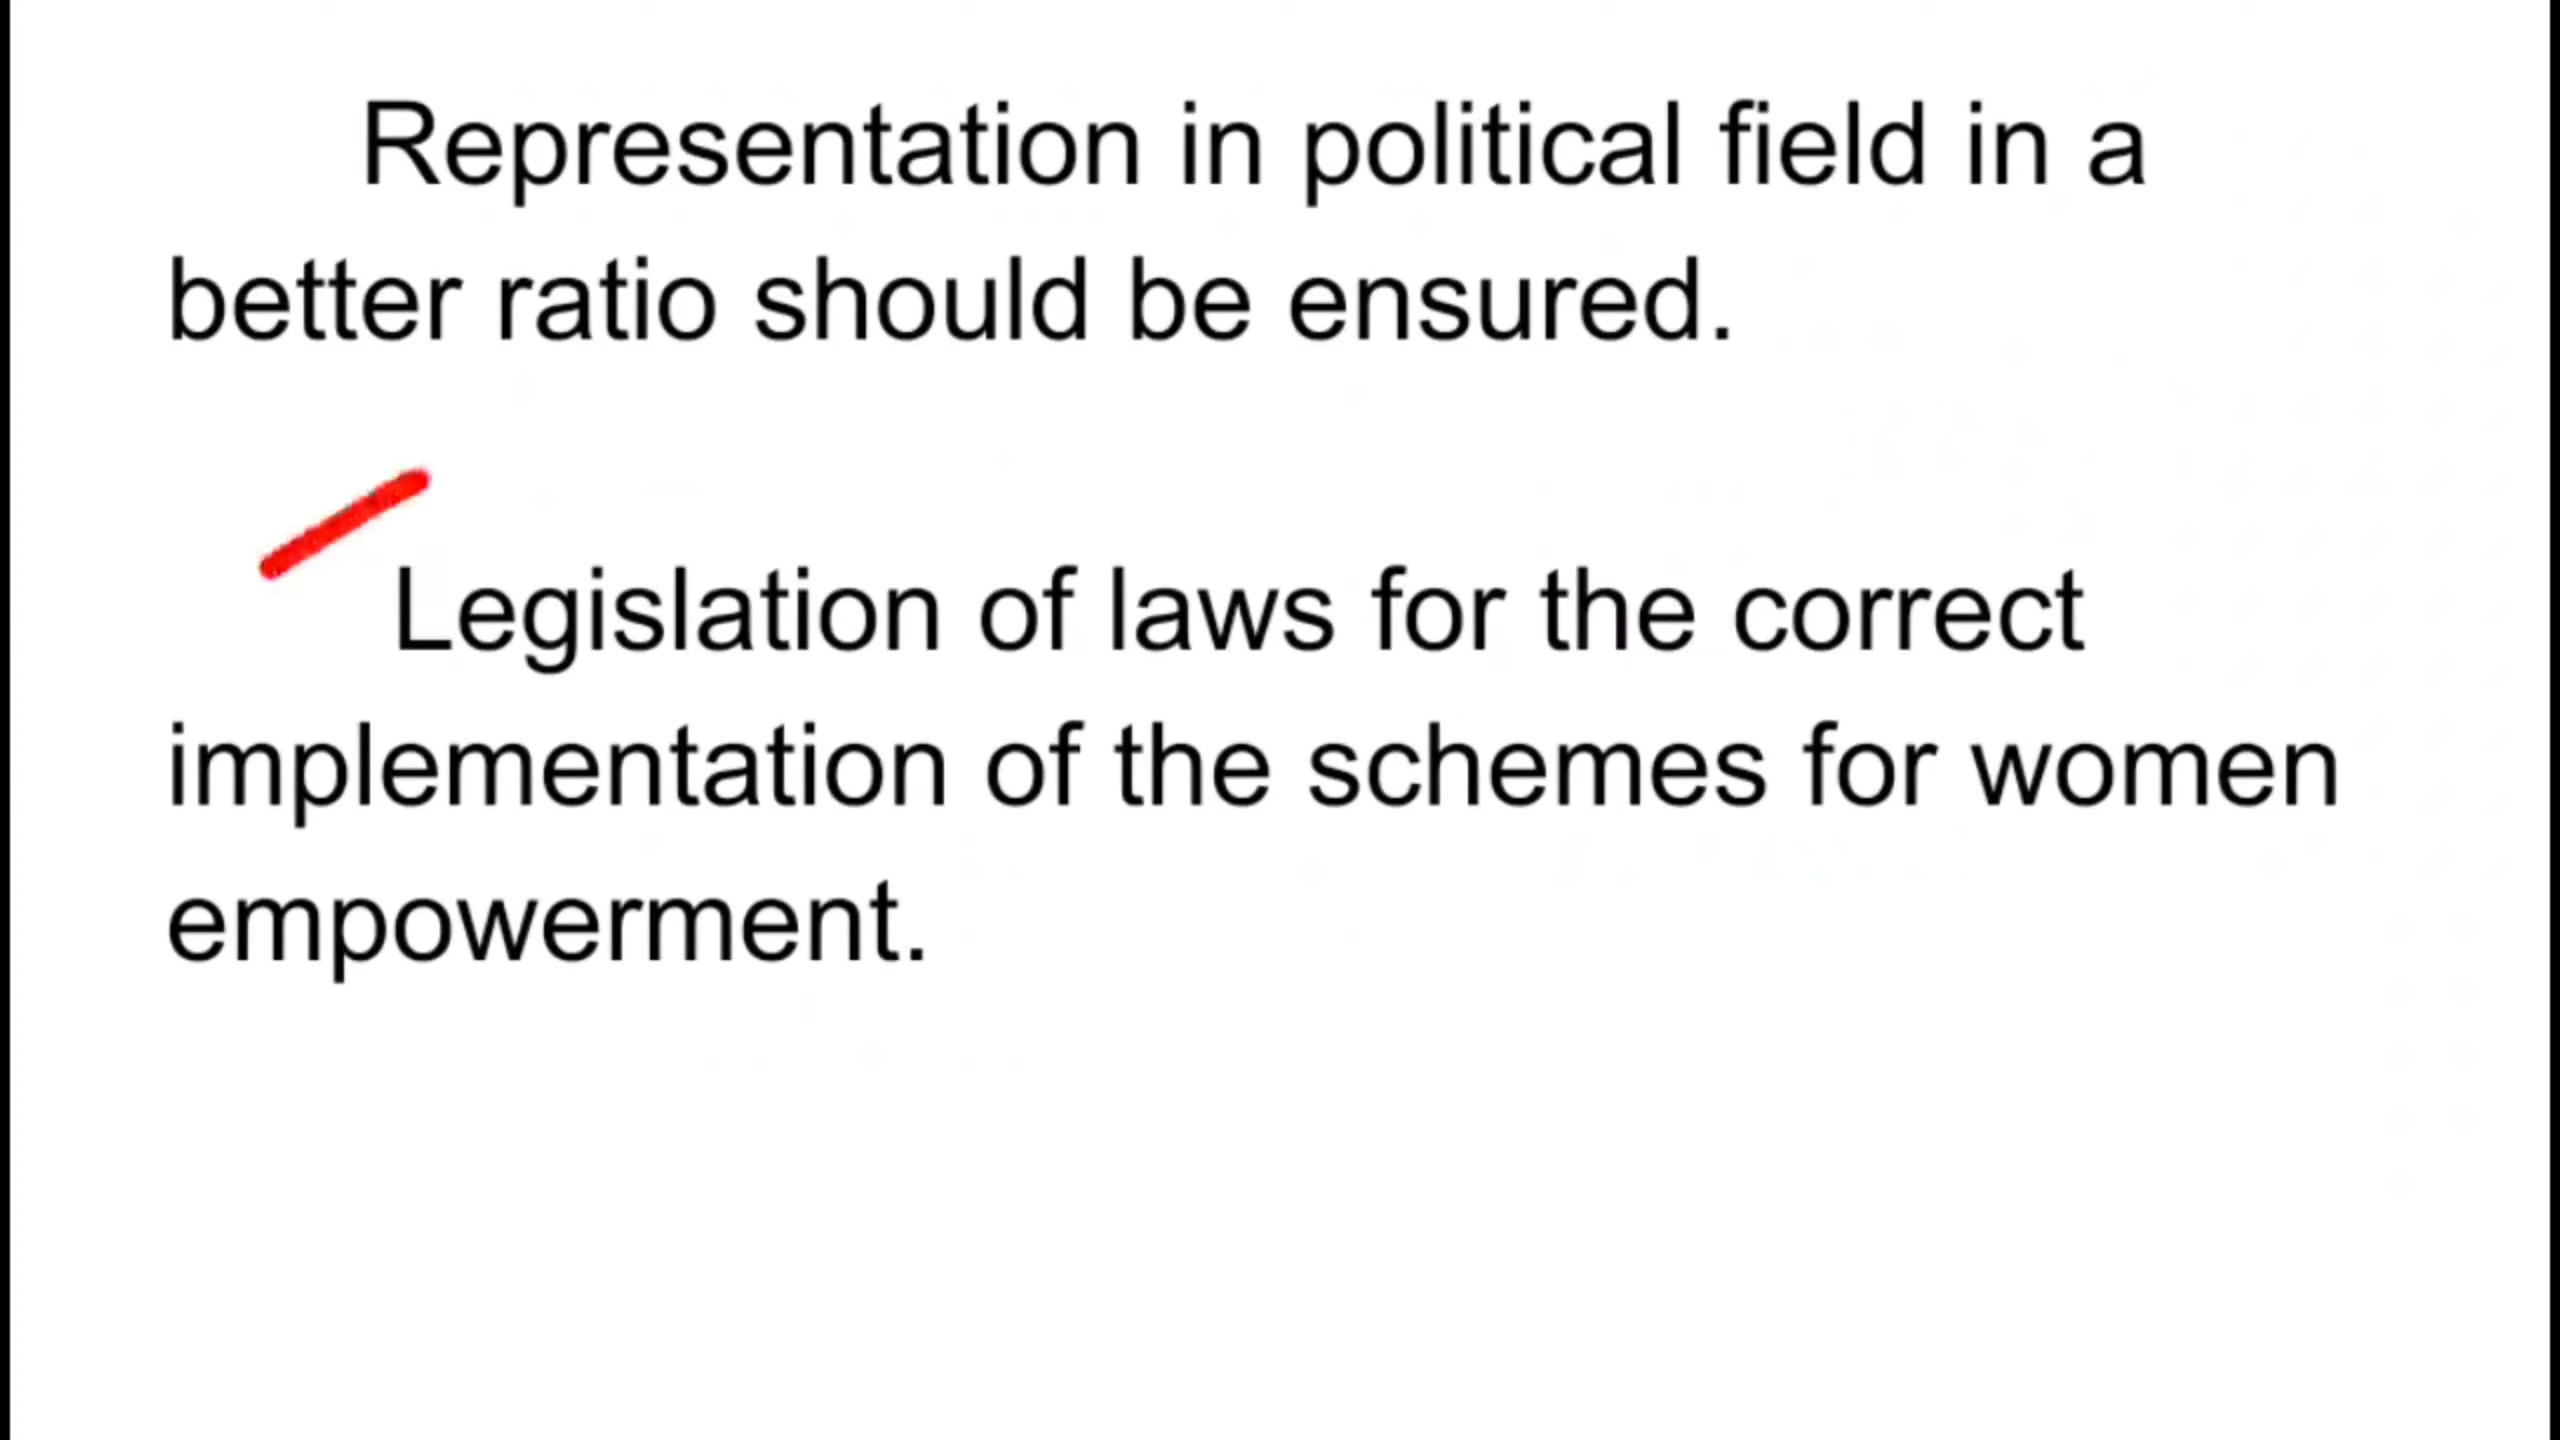 Representation in political field in a
better ratio should be ensured.
Legislation of laws for the correct
implementation of the schemes for women
empowerment.